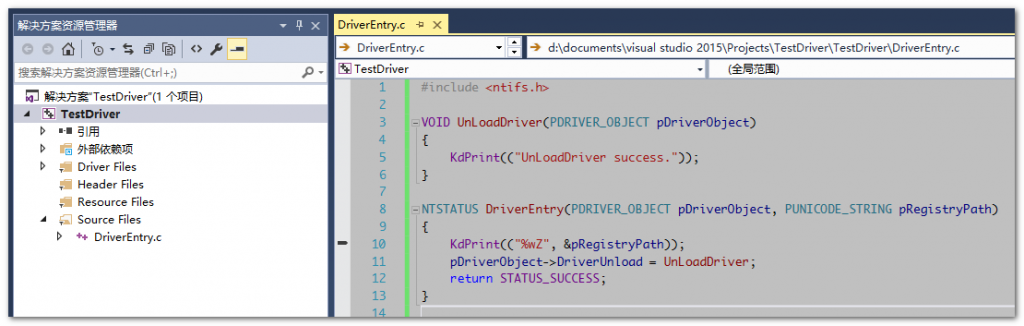 解决方案资源管理器
搜索解决方案资源管理器(Ctrl+;)
解决方案"TestDriver"(1 个项目)
TestDriver
引用
外部依赖项
Driver Files
Header Files
Resource Files
Source Files
DriverEntry.c
DriverEntry.c
DriverEntry.c
d:\documents\visual studio 2015\Projects\TestDriver\TestDriver\DriverEntry.c
TestDriver
(全局范围)
1 #include <ntifs.h>
2
3 VOID UnLoadDriver(PDRIVER_OBJECT pDriverObject)
4 {
5 KdPrint(("UnLoadDriver success."));
6 }
7
8 NTSTATUS DriverEntry(PDRIVER_OBJECT pDriverObject, PUNICODE_STRING pRegistryPath)
9 {
10 KdPrint(("%wZ", &pRegistryPath));
11 pDriverObject->DriverUnload = UnLoadDriver;
12 return STATUS_SUCCESS;
13 }
14